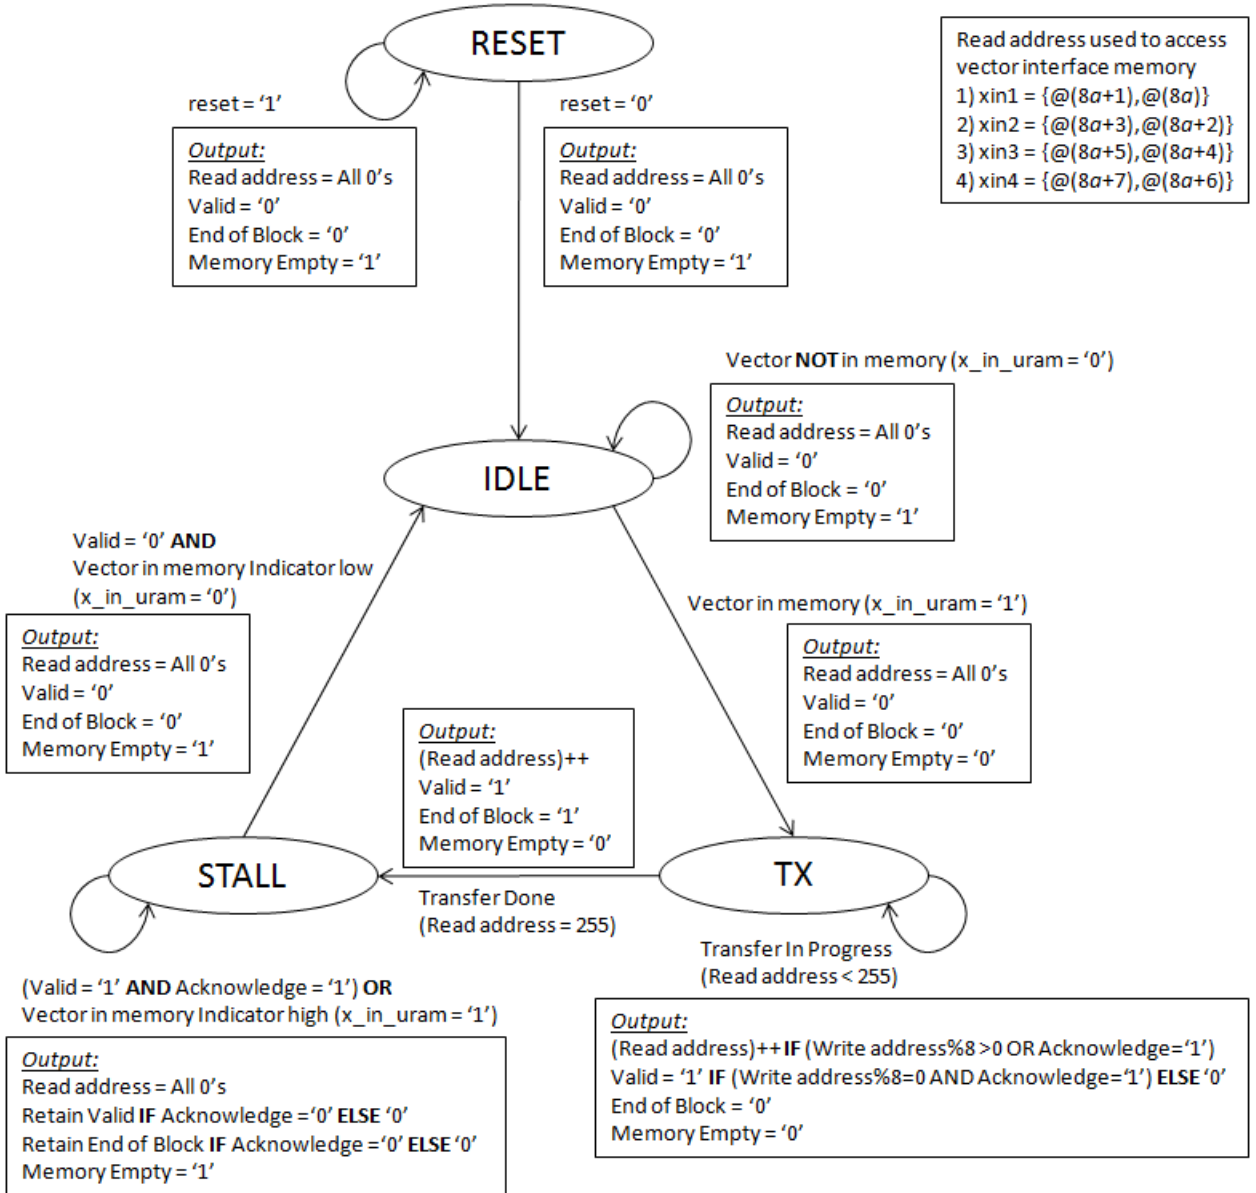 RESET
Read address used to access
vector interface memory
1) xin1 = {@(8a+1),@(8a)}
2) xin2 = {@(8a+3),@(8a+2)}
3) xin3 = {@(8a+5),@(8a+4)}
4) xin4 = {@(8a+7),@(8a+6)}
reset = ‘1’
Output:
Read address = All 0’s
Valid = ‘0’
End of Block = ‘0’
Memory Empty = ‘1’
reset = ‘0’
Output:
Read address = All 0’s
Valid = ‘0’
End of Block = ‘0’
Memory Empty = ‘1’
Vector NOT in memory (x_in_uram = ‘0’)
Output:
Read address = All 0’s
Valid = ‘0’
End of Block = ‘0’
Memory Empty = ‘1’
IDLE
Valid = ‘0’ AND
Vector in memory Indicator low
(x_in_uram = ‘0’)
Output:
Read address = All 0’s
Valid = ‘0’
End of Block = ‘0’
Memory Empty = ‘1’
Vector in memory (x_in_uram = ‘1’)
Output:
Read address = All 0’s
Valid = ‘0’
End of Block = ‘0’
Memory Empty = ‘0’
Output:
(Read address)++
Valid = ‘1’
End of Block = ‘1’
Memory Empty = ‘0’
STALL
TX
Transfer Done
(Read address = 255)
Transfer In Progress
(Read address < 255)
(Valid = ‘1’ AND Acknowledge = ‘1’) OR
Vector in memory Indicator high (x_in_uram = ‘1’)
Output:
Read address = All 0’s
Retain Valid IF Acknowledge =‘0’ ELSE ‘0’
Retain End of Block IF Acknowledge =‘0’ ELSE ‘0’
Memory Empty = ‘1’
Output:
(Read address)++ IF (Write address%8 >0 OR Acknowledge=‘1’)
Valid = ‘1’ IF (Write address%8=0 AND Acknowledge=‘1’) ELSE ‘0’
End of Block = ‘0’
Memory Empty = ‘0’